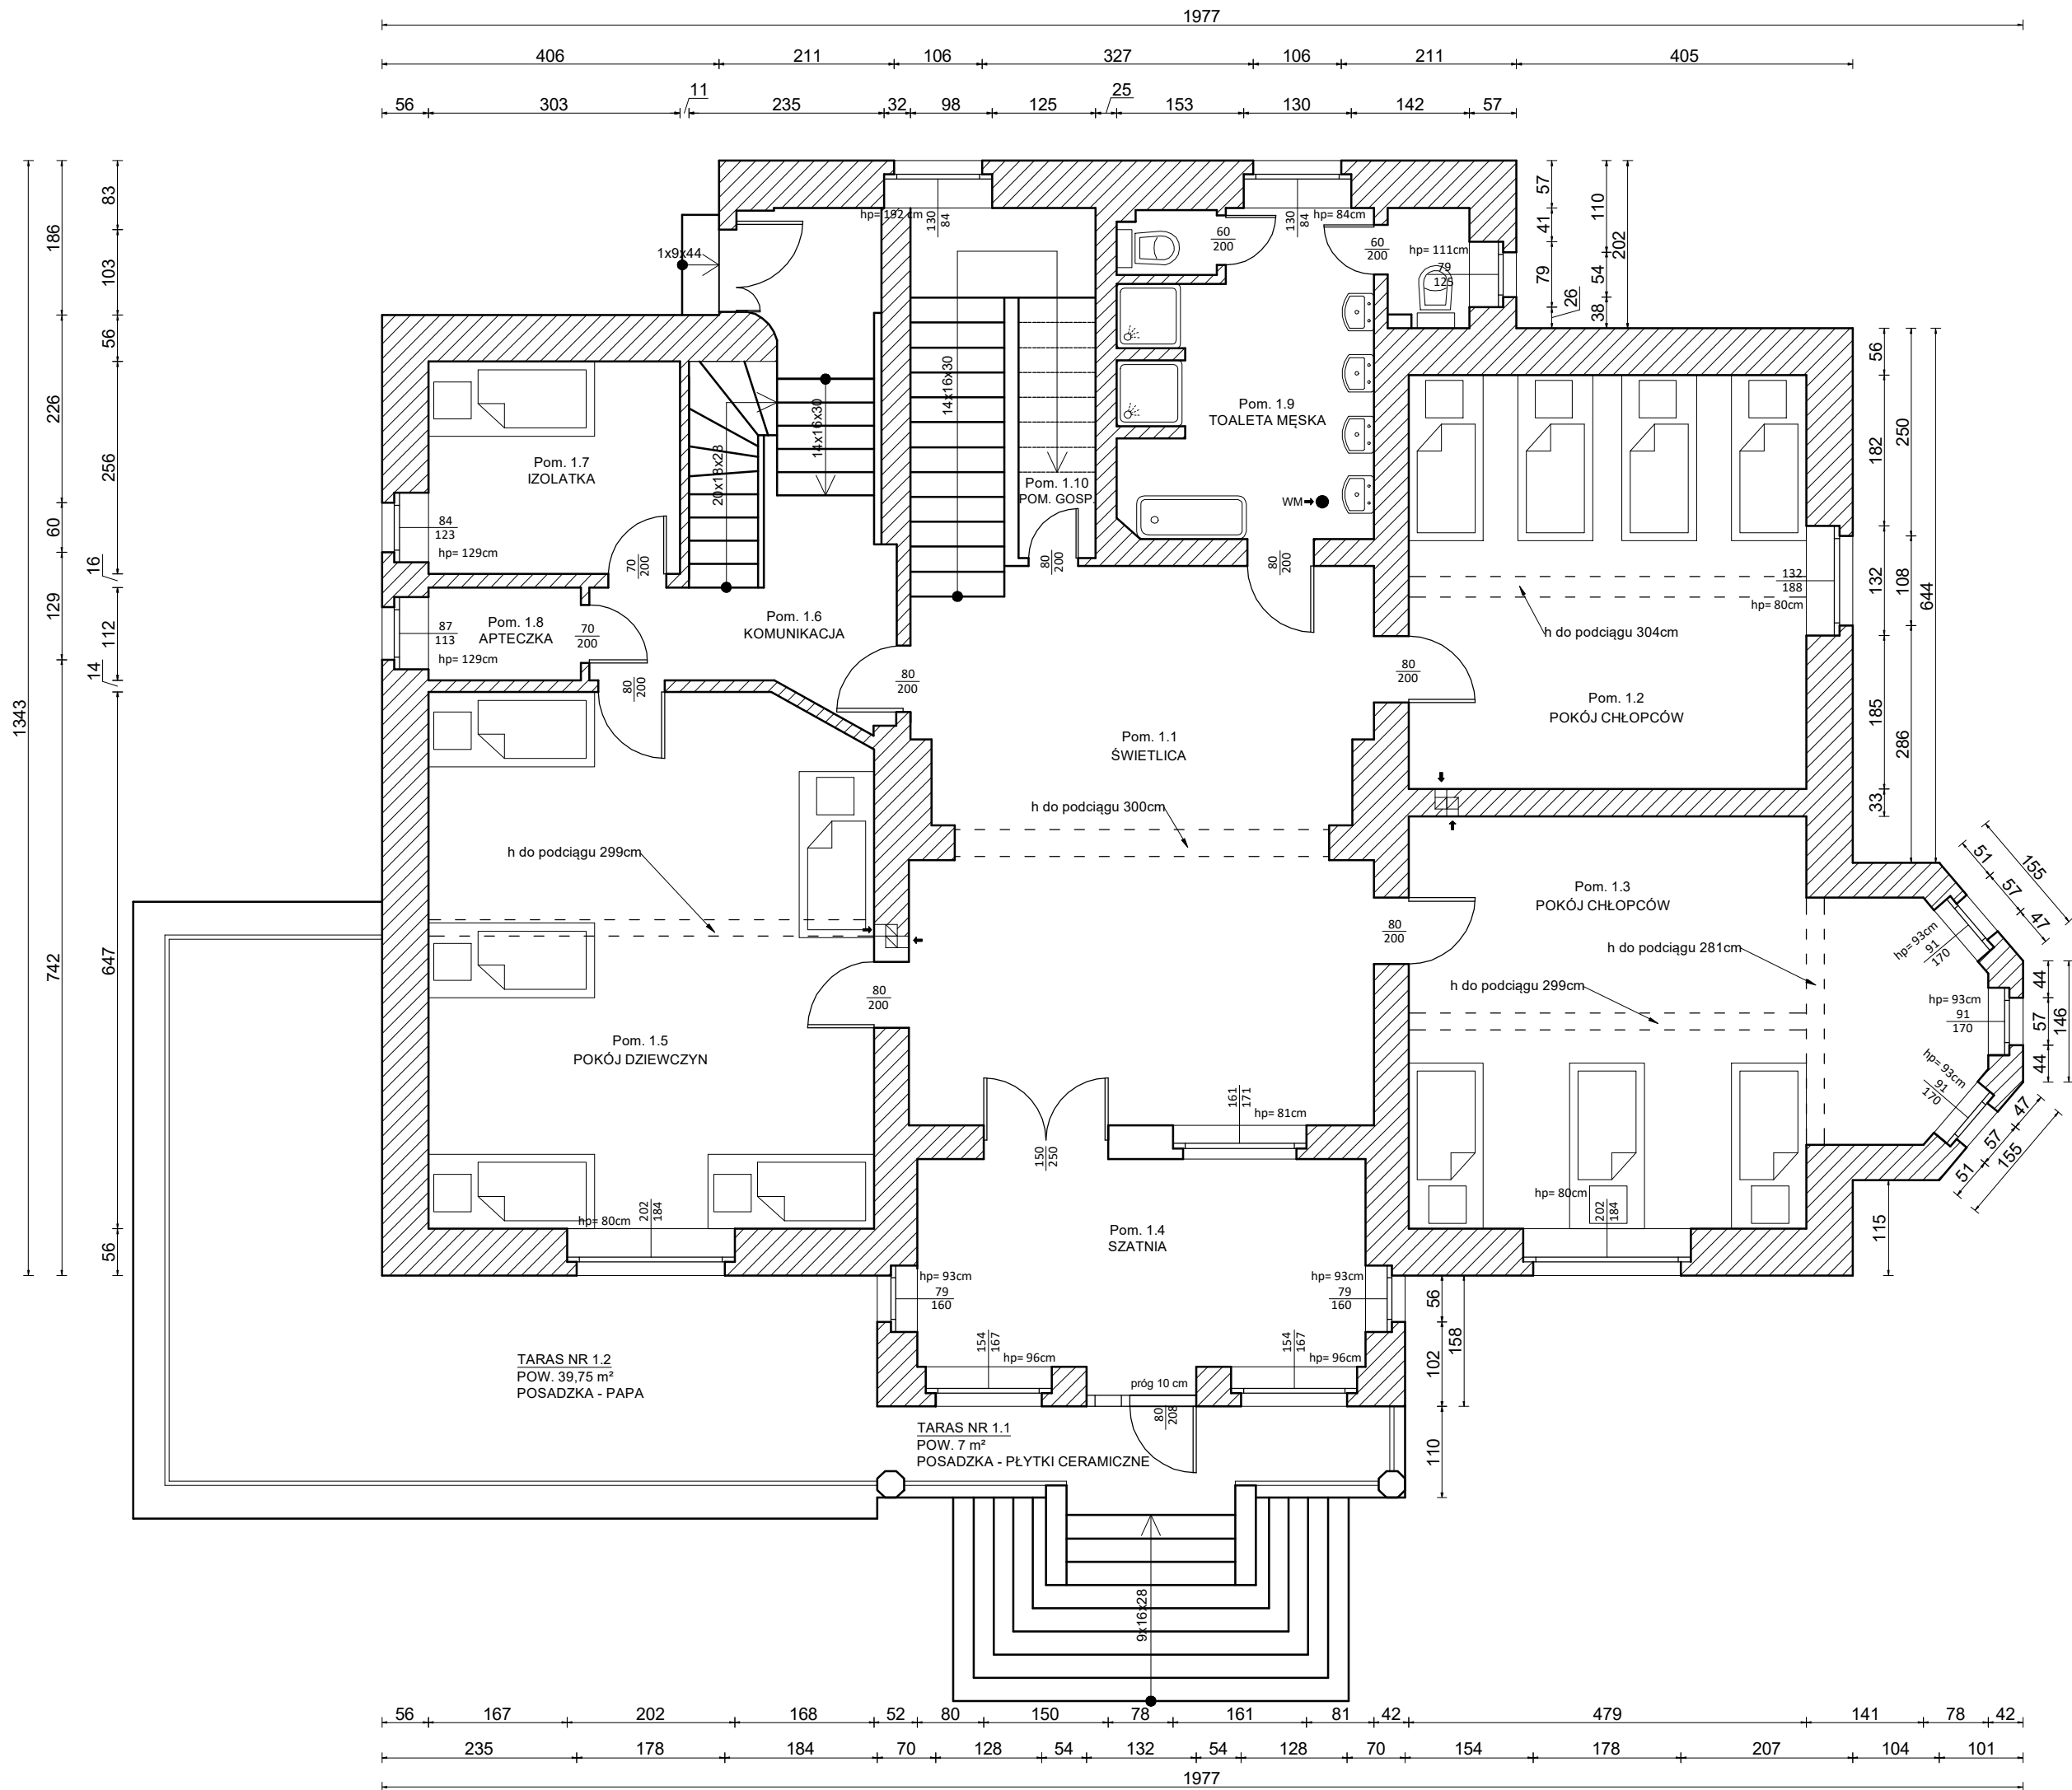 1977
406 211 106 327 106 211 405
56 303 11 235 32 98 125 25 153 130 142 57
1343
186 226 60 129 742
83 103 56 256 16 112 14 647 56
57 41 79 26
110 54 38
202
56 182 132 185 33
250 108 286
644
51 57 47
155
44 57 44
146
47 57 51
155
115
56 102 110
158
1x9x44
hp= 192 cm
130
84
130
84
hp= 84cm
60
200
60
200
hp= 111cm
79
125
14x16x30
14x16x30
20x18x28
Pom. 1.9
TOALETA MĘSKA
WM
Pom. 1.10
POM. GOSP.
80
200
80
200
Pom. 1.7
IZOLATKA
84
123
hp= 129cm
70
200
Pom. 1.8
APTECZKA
87
113
hp= 129cm
70
200
Pom. 1.6
KOMUNIKACJA
80
200
80
200
132
188
hp= 80cm
h do podciągu 304cm
80
200
Pom. 1.2
POKÓJ CHŁOPCÓW
Pom. 1.1
ŚWIETLICA
h do podciągu 300cm
h do podciągu 299cm
Pom. 1.3
POKÓJ CHŁOPCÓW
80
200
h do podciągu 281cm
h do podciągu 299cm
hp= 93cm
91
170
hp= 93cm
91
170
hp= 93cm
91
170
80
200
Pom. 1.5
POKÓJ DZIEWCZYN
161
171
hp= 81cm
150
250
hp= 80cm
202
184
hp= 80cm
202
184
Pom. 1.4
SZATNIA
hp= 93cm
79
160
hp= 93cm
79
160
154
167
hp= 96cm
154
167
hp= 96cm
próg 10 cm
80
208
TARAS NR 1.2
POW. 39,75 m²
POSADZKA - PAPA
TARAS NR 1.1
POW. 7 m²
POSADZKA - PŁYTKI CERAMICZNE
9x16x28
56 167 202 168 52 80 150 78 161 81 42 479 141 78 42
235 178 184 70 128 54 132 54 128 70 154 178 207 104 101
1977